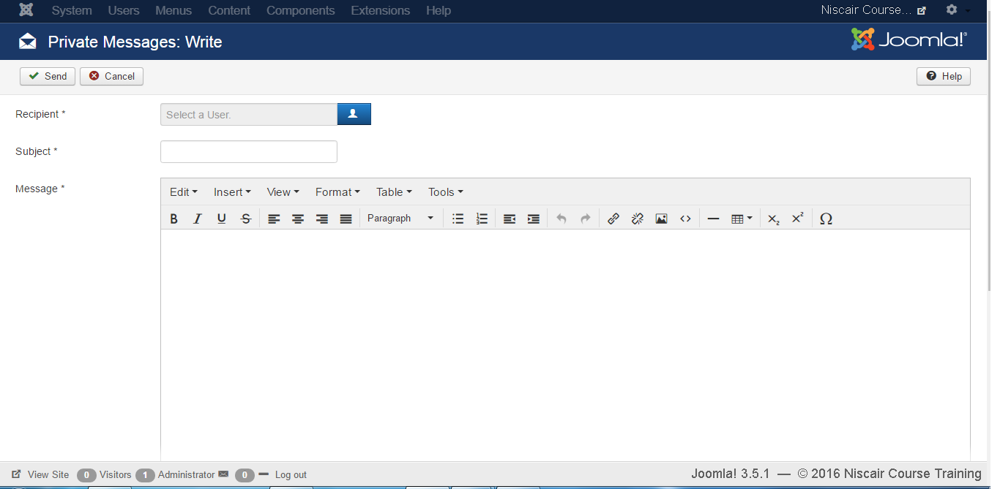 System Users Menus Content Components Extensions Help Niscair Course...
Private Messages: Write Joomla!®
Send Cancel Help
Recipient * Select a User.
Subject *
Message * Edit Insert View Format Table Tools
B I U S Paragraph X₂ X² Ω
View Site 0 Visitors 1 Administrator 0 Log out Joomla! 3.5.1 — © 2016 Niscair Course Training